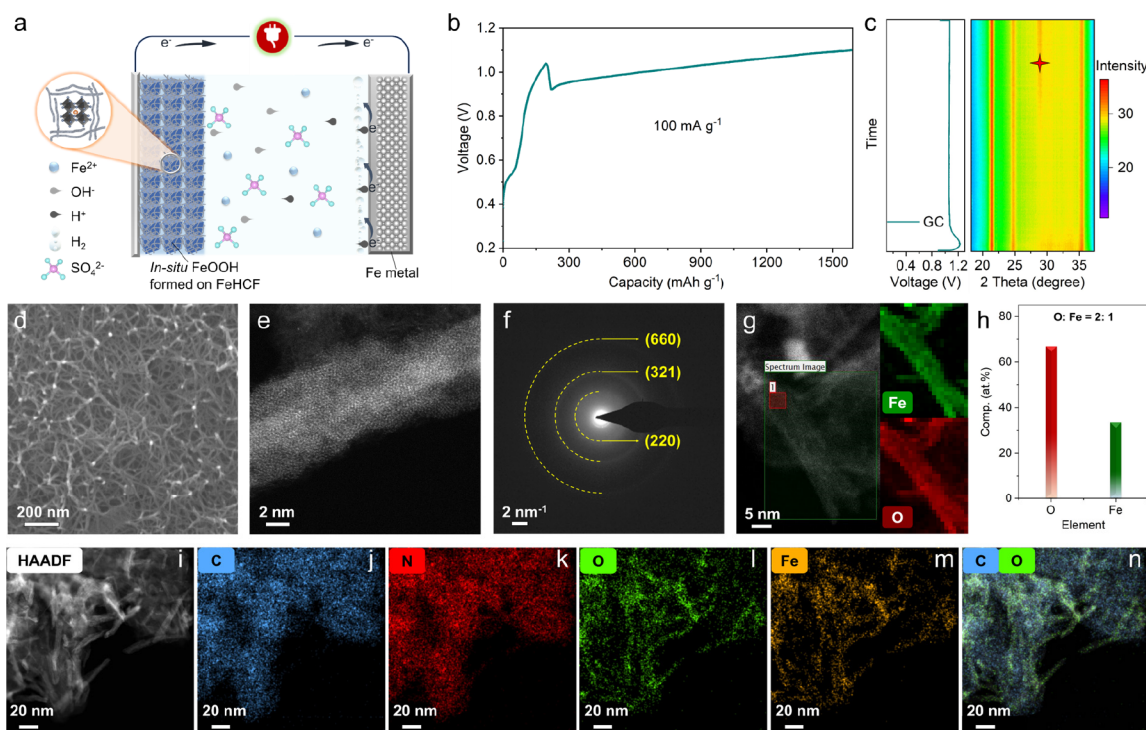 a
e-
e-
Fe2+
OH-
H+
H2
SO42-
e-
e-
e-
e-
In-situ FeOOH
formed on FeHCF
Fe metal
b
1.2
1.0
0.8
0.6
0.4
0.2
Voltage (V)
100 mA g-1
0 300 600 900 1200 1500
Capacity (mAh g-1)
c
Time
GC
0.4 0.8 1.2
Voltage (V)
20 25 30 35
2 Theta (degree)
Intensity
30
20
d
200 nm
e
2 nm
f
(660)
(321)
(220)
2 nm-1
g
Spectrum Image
1
5 nm
Fe
O
h
80
60
40
20
0
Comp. (at.%)
O: Fe = 2: 1
O Fe
Element
HAADF i
20 nm
C j
20 nm
N k
20 nm
O l
20 nm
Fe m
20 nm
C O n
20 nm